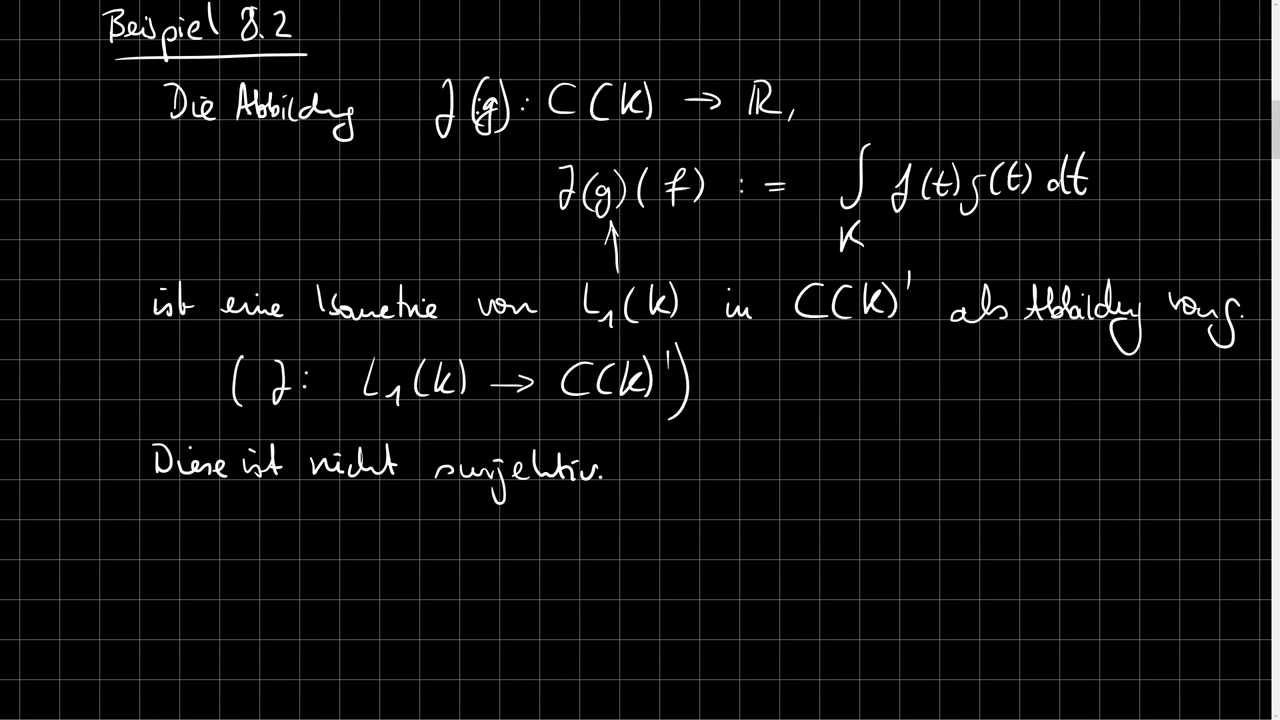 Beispiel 8.2
Die Abbildung J(g): C(K) → ℝ,
J(g)(f) := ∫_K f(t)g(t) dt
↑
ist eine Isometrie von L₁(K) in C(K)' als Abbildung von g.
(J: L₁(K) → C(K)')
Diese ist nicht surjektiv.